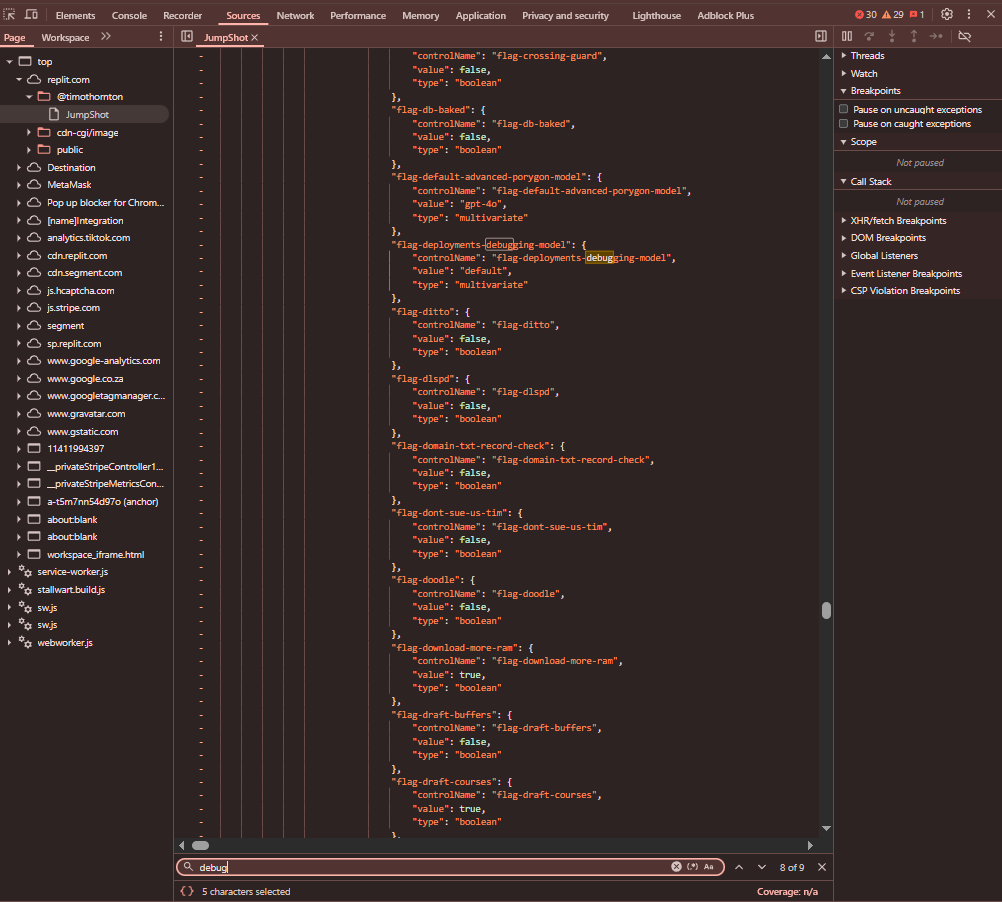 Elements Console Recorder Sources Network Performance Memory Application Privacy and security Lighthouse Adblock Plus 30 29 1
Page Workspace
JumpShot
top
replit.com
@timothornton
JumpShot
cdn-cgi/image
public
Destination
MetaMask
Pop up blocker for Chrom...
[name]Integration
analytics.tiktok.com
cdn.replit.com
cdn.segment.com
js.hcaptcha.com
js.stripe.com
segment
sp.replit.com
www.google-analytics.com
www.google.co.za
www.googletagmanager.c...
www.gravatar.com
www.gstatic.com
11411994397
__privateStripeController1...
__privateStripeMetricsCon...
a-t5m7nn54d97o (anchor)
about:blank
about:blank
workspace_iframe.html
service-worker.js
stallwart.build.js
sw.js
sw.js
webworker.js
"controlName": "flag-crossing-guard",
"value": false,
"type": "boolean"
},
"flag-db-baked": {
"controlName": "flag-db-baked",
"value": false,
"type": "boolean"
},
"flag-default-advanced-porygon-model": {
"controlName": "flag-default-advanced-porygon-model",
"value": "gpt-4o",
"type": "multivariate"
},
"flag-deployments-debugging-model": {
"controlName": "flag-deployments-debugging-model",
"value": "default",
"type": "multivariate"
},
"flag-ditto": {
"controlName": "flag-ditto",
"value": false,
"type": "boolean"
},
"flag-dlspd": {
"controlName": "flag-dlspd",
"value": false,
"type": "boolean"
},
"flag-domain-txt-record-check": {
"controlName": "flag-domain-txt-record-check",
"value": false,
"type": "boolean"
},
"flag-dont-sue-us-tim": {
"controlName": "flag-dont-sue-us-tim",
"value": false,
"type": "boolean"
},
"flag-doodle": {
"controlName": "flag-doodle",
"value": false,
"type": "boolean"
},
"flag-download-more-ram": {
"controlName": "flag-download-more-ram",
"value": true,
"type": "boolean"
},
"flag-draft-buffers": {
"controlName": "flag-draft-buffers",
"value": false,
"type": "boolean"
},
"flag-draft-courses": {
"controlName": "flag-draft-courses",
"value": true,
"type": "boolean"
},
debug (.*) Aa 8 of 9
{} 5 characters selected Coverage: n/a
Threads
Watch
Breakpoints
Pause on uncaught exceptions
Pause on caught exceptions
Scope
Not paused
Call Stack
Not paused
XHR/fetch Breakpoints
DOM Breakpoints
Global Listeners
Event Listener Breakpoints
CSP Violation Breakpoints